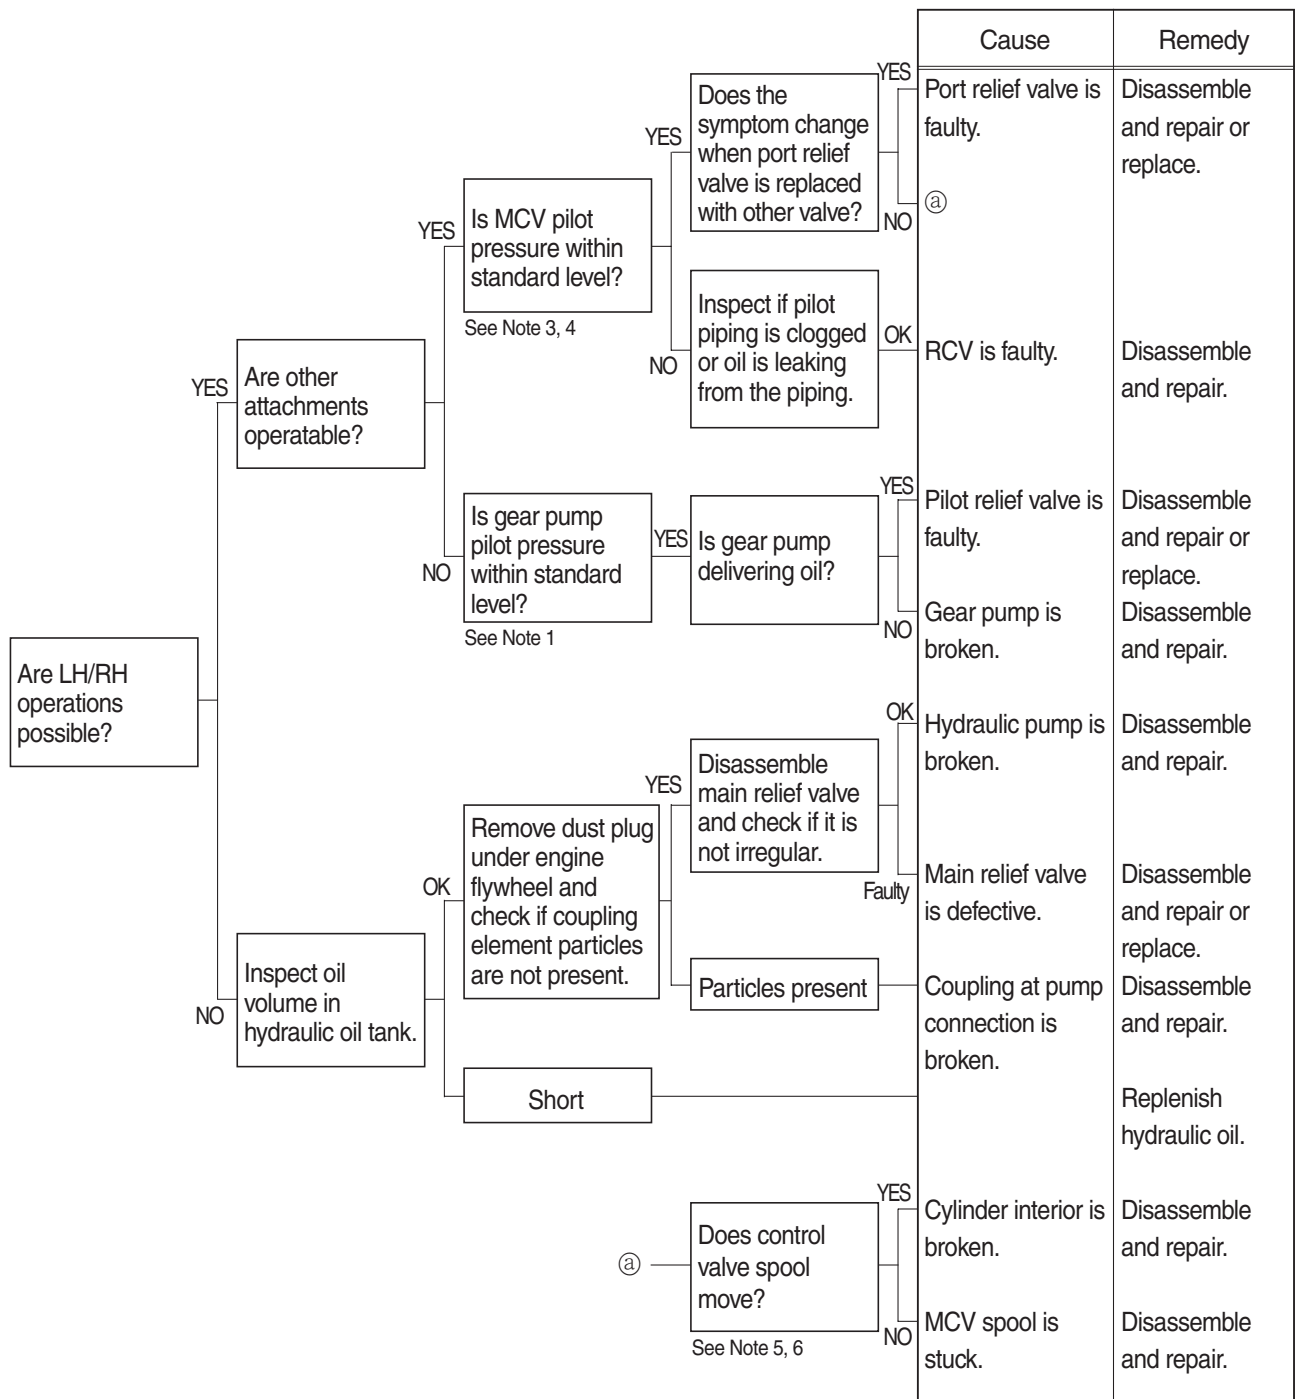 Cause
Remedy
Are LH/RH
operations
possible?
YES
Are other
attachments
operatable?
YES
Is MCV pilot
pressure within
standard level?
See Note 3, 4
YES
Does the
symptom change
when port relief
valve is replaced
with other valve?
YES
Port relief valve is
faulty.
Disassemble
and repair or
replace.
NO
ⓐ
NO
Inspect if pilot
piping is clogged
or oil is leaking
from the piping.
OK
RCV is faulty.
Disassemble
and repair.
NO
Is gear pump
pilot pressure
within standard
level?
See Note 1
YES
Is gear pump
delivering oil?
YES
Pilot relief valve is
faulty.
Disassemble
and repair or
replace.
NO
Gear pump is
broken.
Disassemble
and repair.
NO
Inspect oil
volume in
hydraulic oil tank.
OK
Remove dust plug
under engine
flywheel and
check if coupling
element particles
are not present.
YES
Disassemble
main relief valve
and check if it is
not irregular.
OK
Hydraulic pump is
broken.
Disassemble
and repair.
Faulty
Main relief valve
is defective.
Disassemble
and repair or
replace.
Particles present
Coupling at pump
connection is
broken.
Disassemble
and repair.
Short
Replenish
hydraulic oil.
ⓐ
Does control
valve spool
move?
See Note 5, 6
YES
Cylinder interior is
broken.
Disassemble
and repair.
NO
MCV spool is
stuck.
Disassemble
and repair.